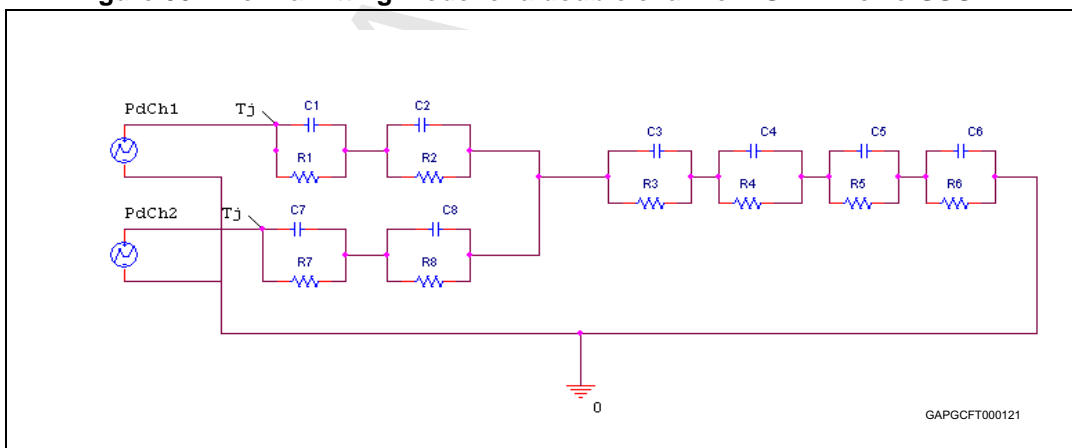 PdCh1
Tj
C1
C2
R1
R2
C3
C4
C5
C6
R3
R4
R5
R6
PdCh2
Tj
C7
C8
R7
R8
0
GAPGCFT000121